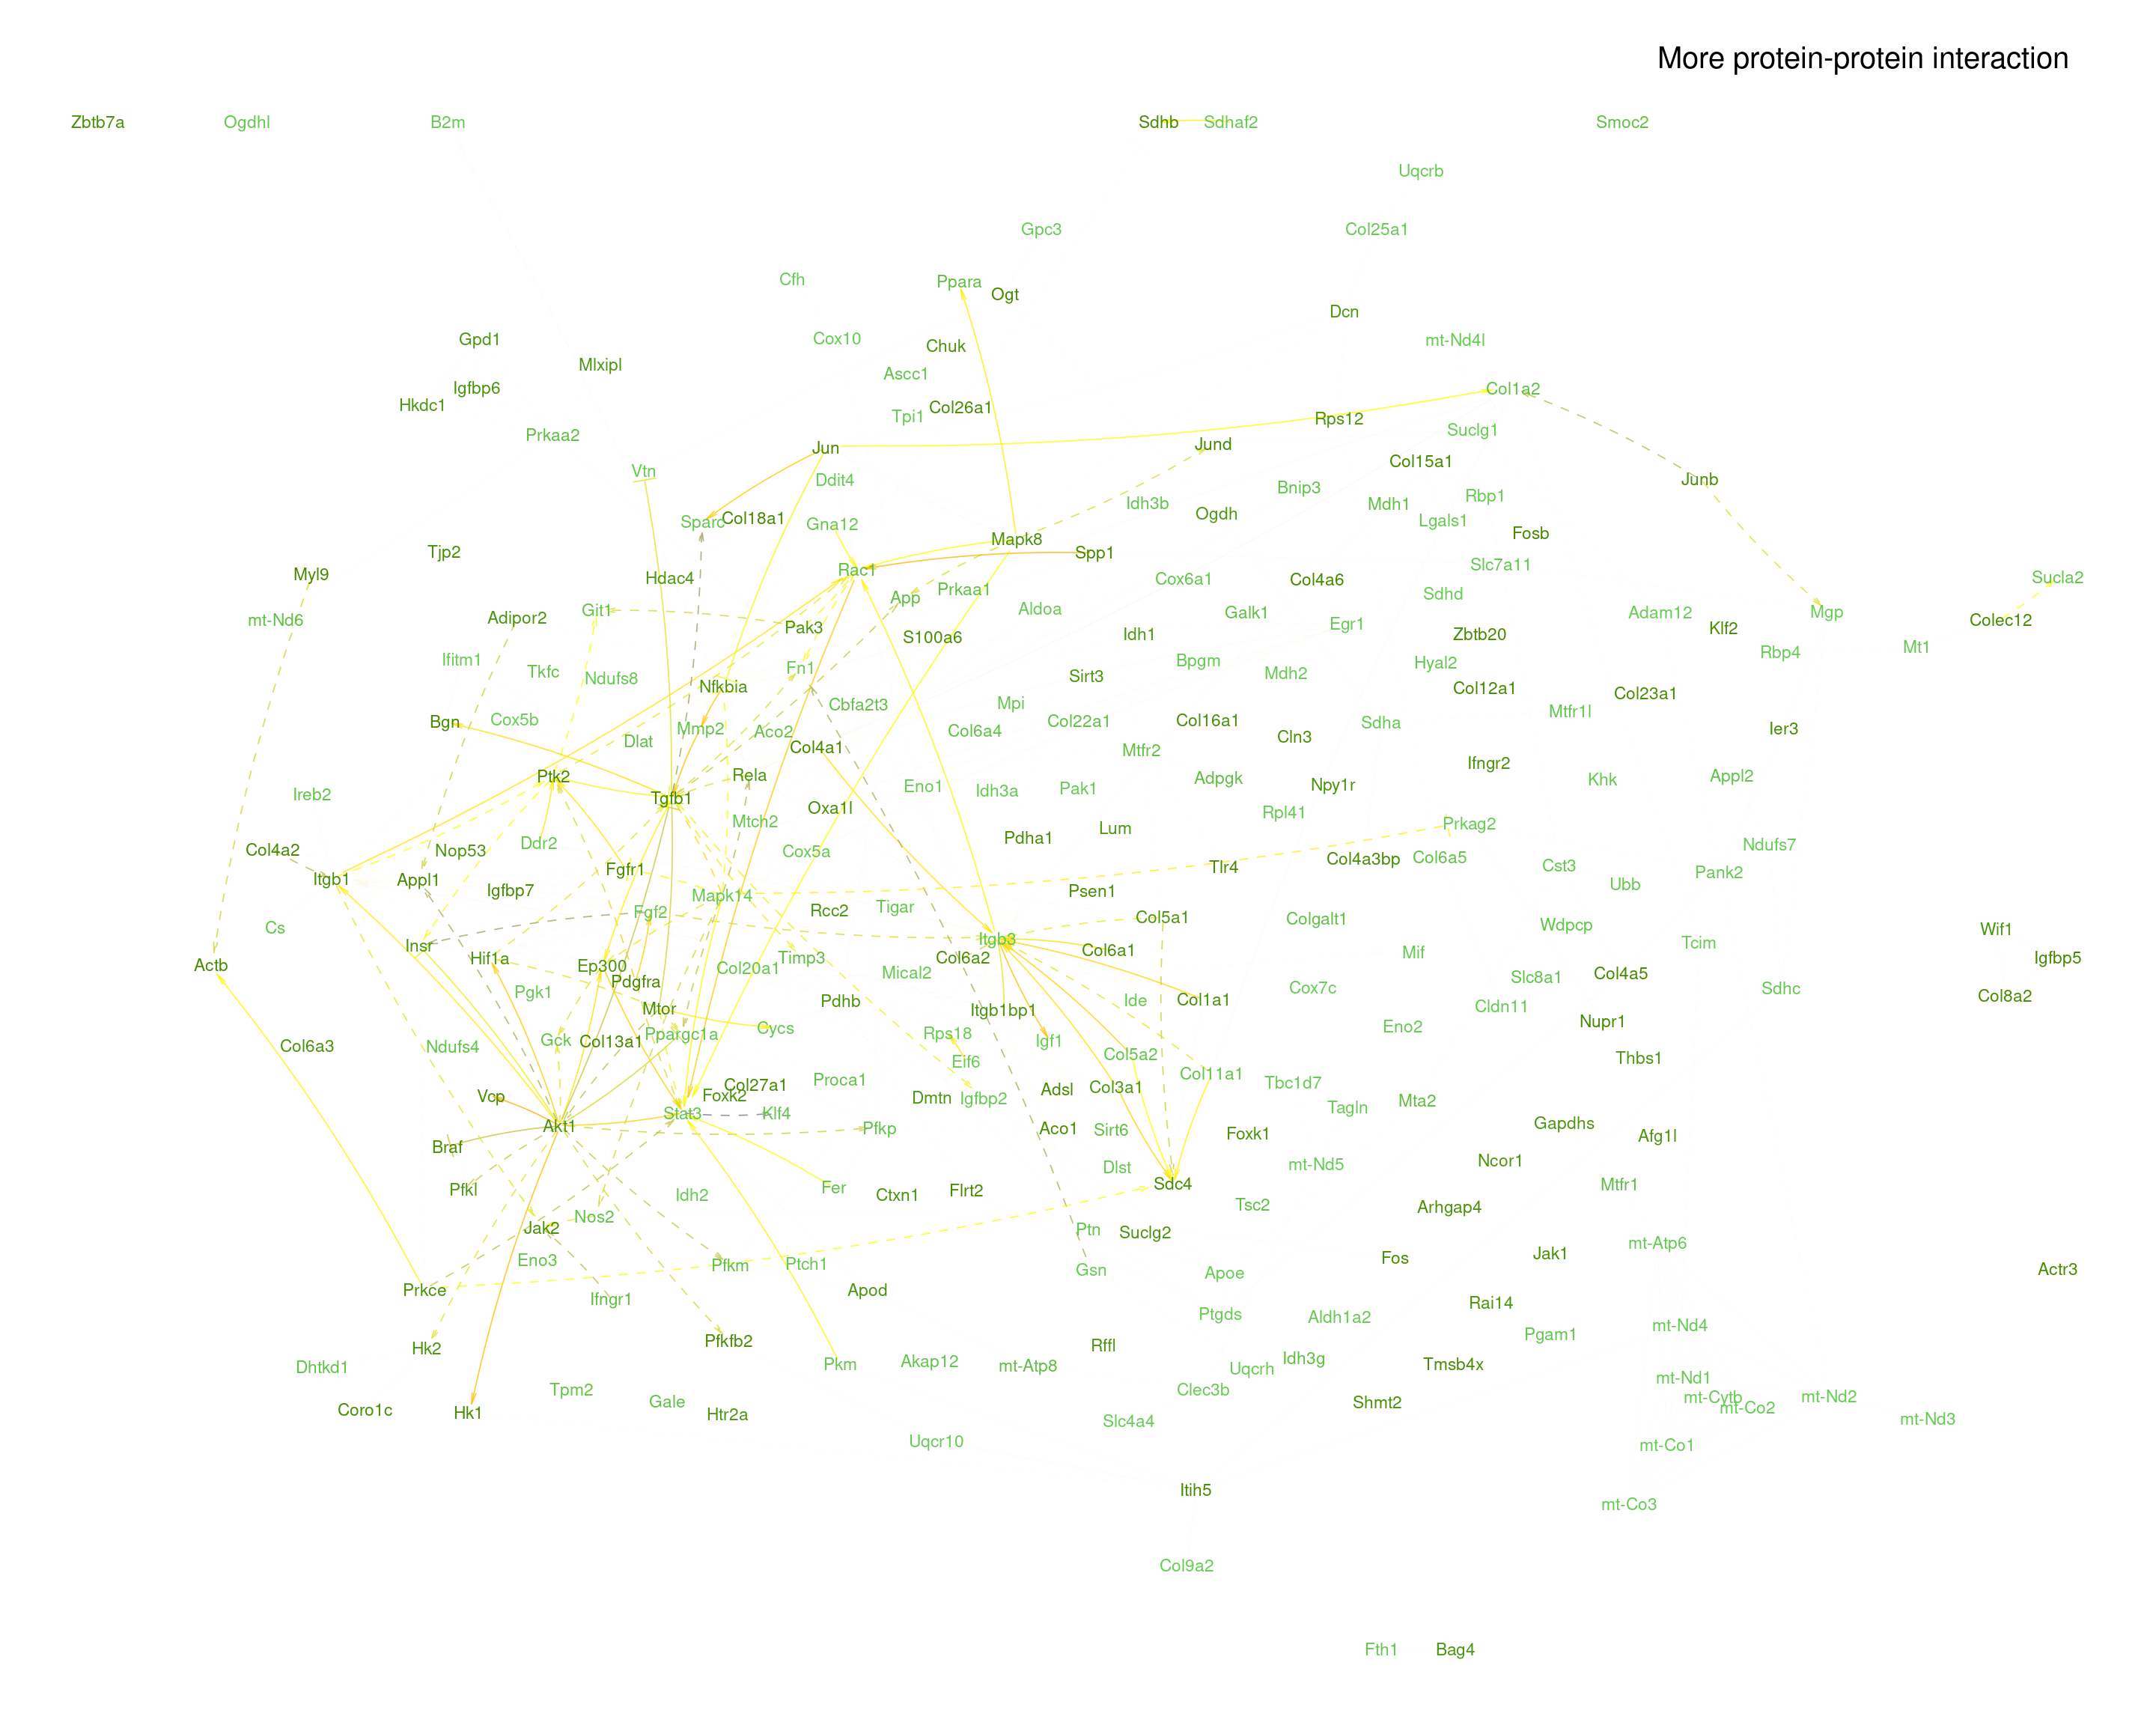 More protein-protein interaction
Zbtb7a
Ogdhl
B2m
Sdhb
Sdhaf2
Smoc2
Uqcrb
Gpc3
Col25a1
Cfh
Ppara
Ogt
Dcn
Gpd1
Cox10
Chuk
mt-Nd4l
Mlxipl
Ascc1
Igfbp6
Col1a2
Hkdc1
Col26a1
Tpi1
Rps12
Prkaa2
Suclg1
Jun
Jund
Col15a1
Vtn
Ddit4
Junb
Bnip3
Rbp1
Idh3b
Mdh1
Sparc
Col18a1
Gna12
Ogdh
Lgals1
Fosb
Mapk8
Tjp2
Spp1
Slc7a11
Myl9
Hdac4
Rac1
Cox6a1
Col4a6
Sucla2
App
Prkaa1
Sdhd
mt-Nd6
Adipor2
Git1
Aldoa
Galk1
Adam12
Mgp
Colec12
Pak3
S100a6
Idh1
Egr1
Zbtb20
Klf2
Ifitm1
Tkfc
Ndufs8
Fn1
Bpgm
Hyal2
Rbp4
Mt1
Nfkbia
Sirt3
Mdh2
Col12a1
Col23a1
Cbfa2t3
Mpi
Bgn
Cox5b
Mmp2
Aco2
Col6a4
Col22a1
Col16a1
Sdha
Mtfr1l
Ier3
Dlat
Col4a1
Mtfr2
Cln3
Ptk2
Rela
Eno1
Idh3a
Pak1
Adpgk
Npy1r
Ifngr2
Khk
Appl2
Ireb2
Tgfb1
Oxa1l
Mtch2
Rpl41
Prkag2
Col4a2
Nop53
Ddr2
Cox5a
Pdha1
Lum
Col4a3bp
Col6a5
Ndufs7
Itgb1
Appl1
Igfbp7
Fgfr1
Mapk14
Tlr4
Cst3
Pank2
Psen1
Ubb
Cs
Fgf2
Rcc2
Tigar
Col5a1
Colgalt1
Wdpcp
Wif1
Insr
Itgb3
Tcim
Actb
Hif1a
Ep300
Timp3
Col6a2
Col6a1
Mif
Igfbp5
Pgk1
Pdgfra
Col20a1
Mical2
Slc8a1
Col4a5
Sdhc
Col8a2
Mtor
Pdhb
Itgb1bp1
Ide
Col1a1
Cox7c
Cldn11
Col6a3
Ndufs4
Gck
Col13a1
Ppargc1a
Cycs
Rps18
Igf1
Eno2
Nupr1
Eif6
Col5a2
Thbs1
Vcp
Foxk2
Col27a1
Proca1
Dmtn
Igfbp2
Adsl
Col3a1
Col11a1
Tbc1d7
Akt1
Stat3
Klf4
Pfkp
Aco1
Sirt6
Foxk1
Tagln
Mta2
Gapdhs
Afg1l
Braf
Dlst
mt-Nd5
Ncor1
Pfkl
Idh2
Fer
Ctxn1
Flrt2
Sdc4
Mtfr1
Jak2
Nos2
Ptn
Suclg2
Tsc2
Arhgap4
Eno3
Pfkm
Ptch1
Gsn
Apoe
Fos
Jak1
mt-Atp6
Actr3
Prkce
Ifngr1
Apod
Ptgds
Aldh1a2
Rai14
Hk2
Pfkfb2
Rffl
Pgam1
mt-Nd4
Dhtkd1
Pkm
Akap12
mt-Atp8
Uqcrh
Idh3g
Tmsb4x
mt-Nd1
Coro1c
Hk1
Tpm2
Gale
Htr2a
Clec3b
Shmt2
mt-Cytb
mt-Co2
mt-Nd2
mt-Nd3
Uqcr10
Slc4a4
mt-Co1
Itih5
mt-Co3
Col9a2
Fth1
Bag4